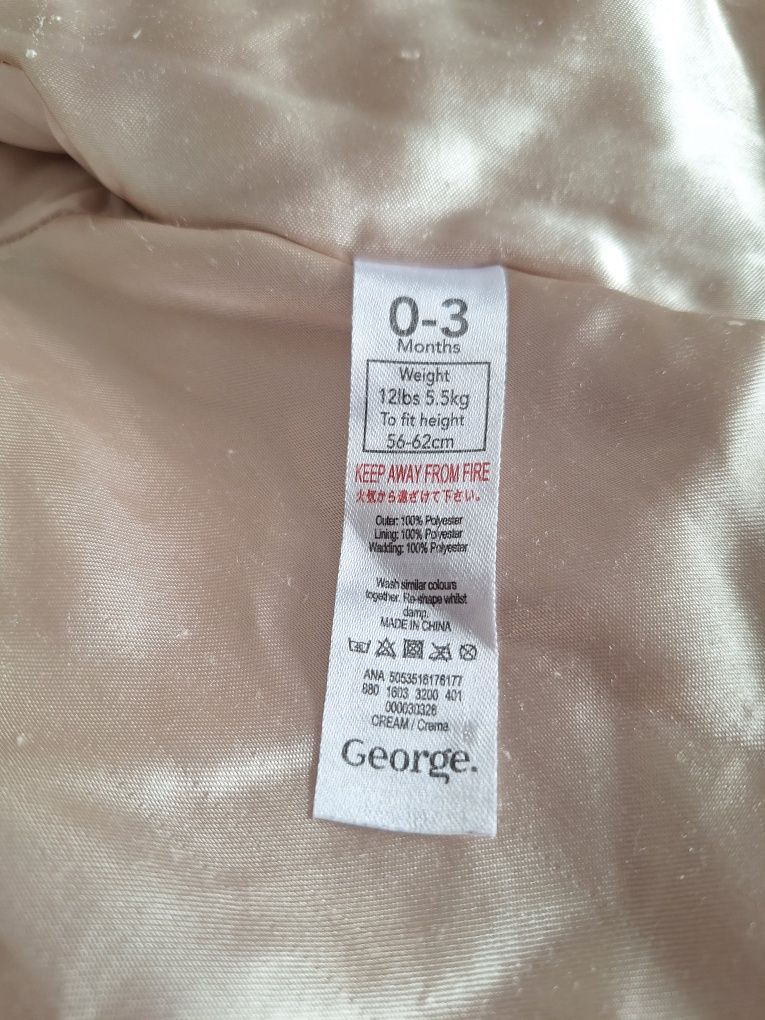 0-3
Months
Weight
12lbs 5.5kg
To fit height
56-62cm
KEEP AWAY FROM FIRE
火気から遠ざけて下さい。
Outer: 100% Polyester
Lining: 100% Polyester
Wadding: 100% Polyester
Wash similar colours
together. Re-shape whilst
damp.
MADE IN CHINA
ANA 5053516176177
880 1603 3200 401
000030326
CREAM / Crema
George.